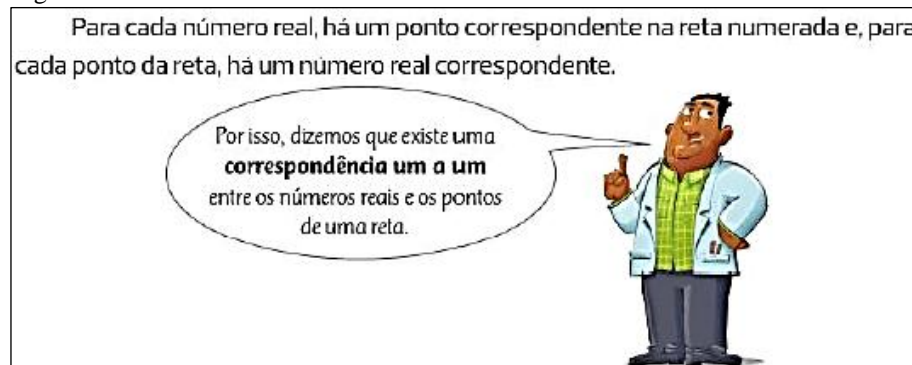 Para cada número real, há um ponto correspondente na reta numerada e, para
cada ponto da reta, há um número real correspondente.
Por isso, dizemos que existe uma
correspondência um a um
entre os números reais e os pontos
de uma reta.